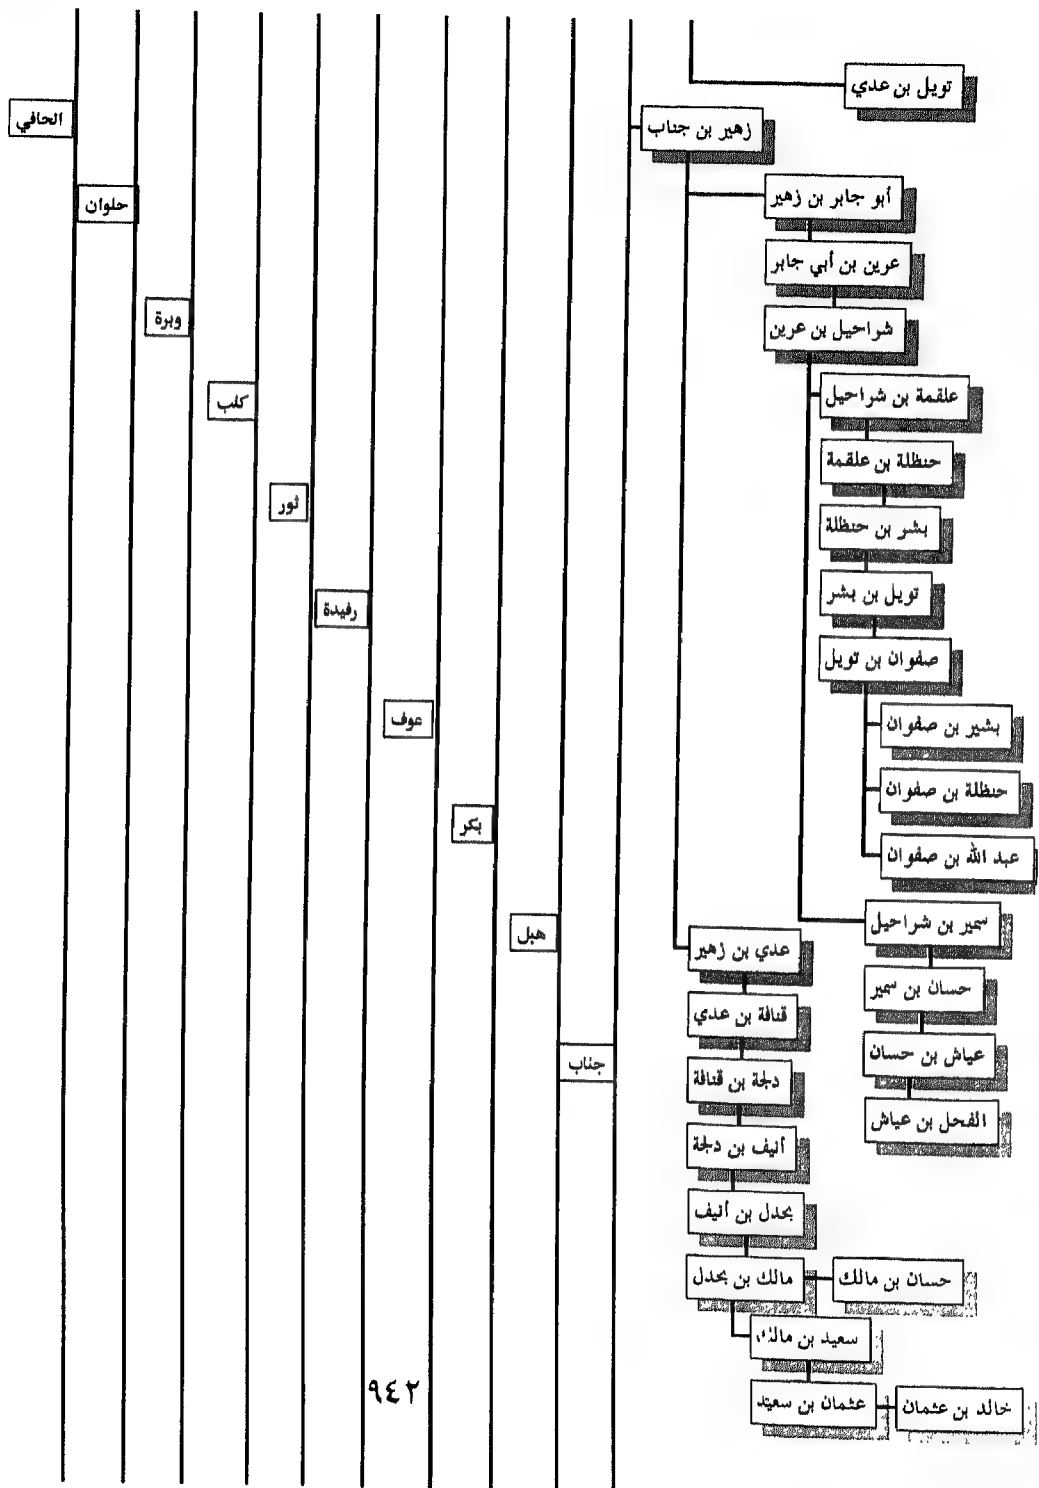 تويل بن عدي
الحافي
زهير بن جناب
حلوان
أبو جابر بن زهير
عرين بن أبي جابر
وبرة
شراحيل بن عرين
كلب
علقمة بن شراحيل
حنظلة بن علقمة
ثور
بشر بن حنظلة
رفيدة
تويل بن بشر
صفوان بن تويل
عوف
بشير بن صفوان
حنظلة بن صفوان
بكر
عبد الله بن صفوان
سمير بن شراحيل
هبل
عدي بن زهير
حسان بن سمير
قنافة بن عدي
عياش بن حسان
جناب
دلجة بن قنافة
الفحل بن عياش
أنيف بن دلجة
بحدل بن أنيف
مالك بن بحدل
حسان بن مالك
سعيد بن مالك
عثمان بن سعيد
خالد بن عثمان
٩٤٢